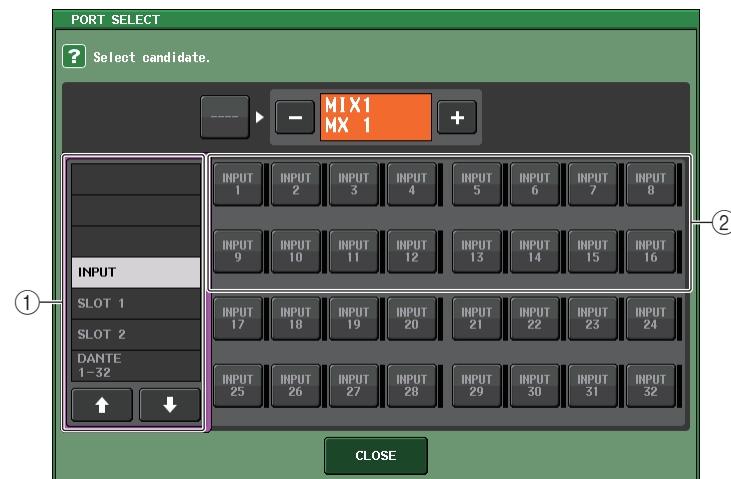 PORT SELECT
? Select candidate.
---- − MIX1 +
MX 1
INPUT
SLOT 1
SLOT 2
DANTE
1-32
①
INPUT 1 INPUT 2 INPUT 3 INPUT 4 INPUT 5 INPUT 6 INPUT 7 INPUT 8
INPUT 9 INPUT 10 INPUT 11 INPUT 12 INPUT 13 INPUT 14 INPUT 15 INPUT 16
②
INPUT 17 INPUT 18 INPUT 19 INPUT 20 INPUT 21 INPUT 22 INPUT 23 INPUT 24
INPUT 25 INPUT 26 INPUT 27 INPUT 28 INPUT 29 INPUT 30 INPUT 31 INPUT 32
CLOSE